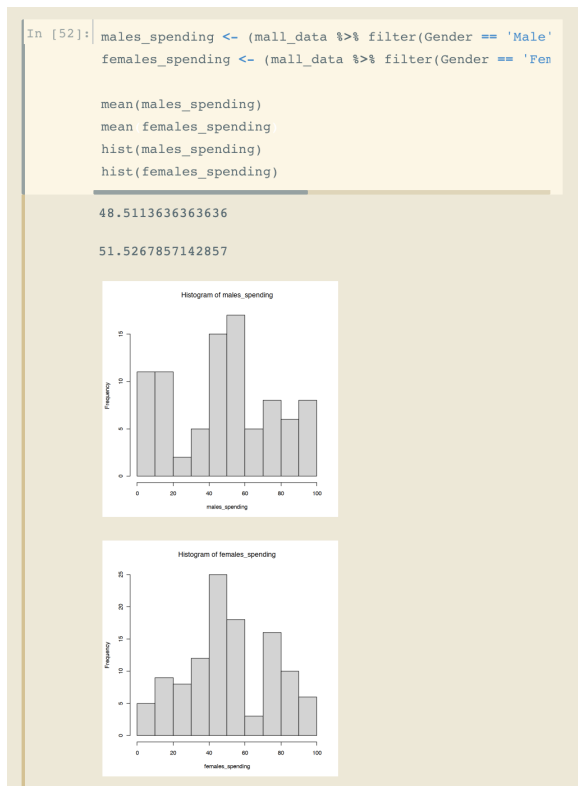 In [52]: males_spending <- (mall_data %>% filter(Gender == 'Male'
females_spending <- (mall_data %>% filter(Gender == 'Fem
mean(males_spending)
mean females_spending
hist(males_spending)
hist(females_spending)
48.5113636363636
51.5267857142857
Histogram of males_spending
Frequency
15
10
5
0
0 20 40 60 80 100
males_spending
Histogram of females_spending
Frequency
25
20
15
10
5
0
0 20 40 60 80 100
females_spending